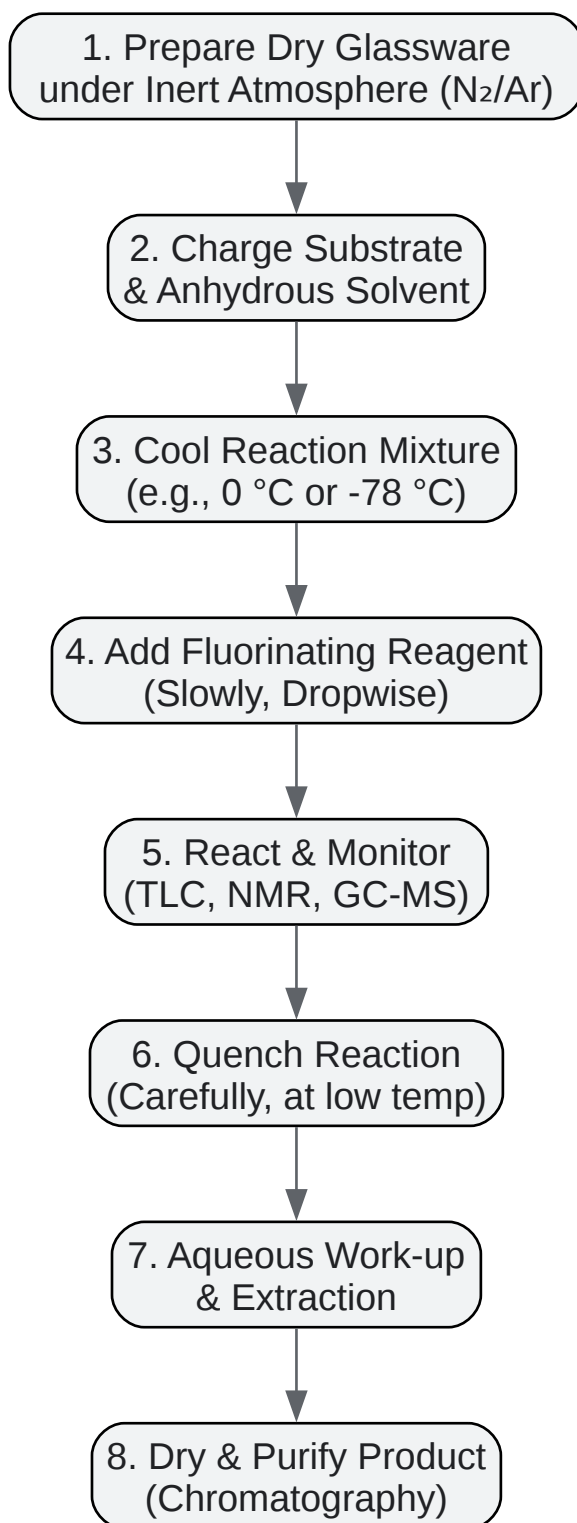 1. Prepare Dry Glassware
under Inert Atmosphere (N₂/Ar)
2. Charge Substrate
& Anhydrous Solvent
3. Cool Reaction Mixture
(e.g., 0 °C or -78 °C)
4. Add Fluorinating Reagent
(Slowly, Dropwise)
5. React & Monitor
(TLC, NMR, GC-MS)
6. Quench Reaction
(Carefully, at low temp)
7. Aqueous Work-up
& Extraction
8. Dry & Purify Product
(Chromatography)